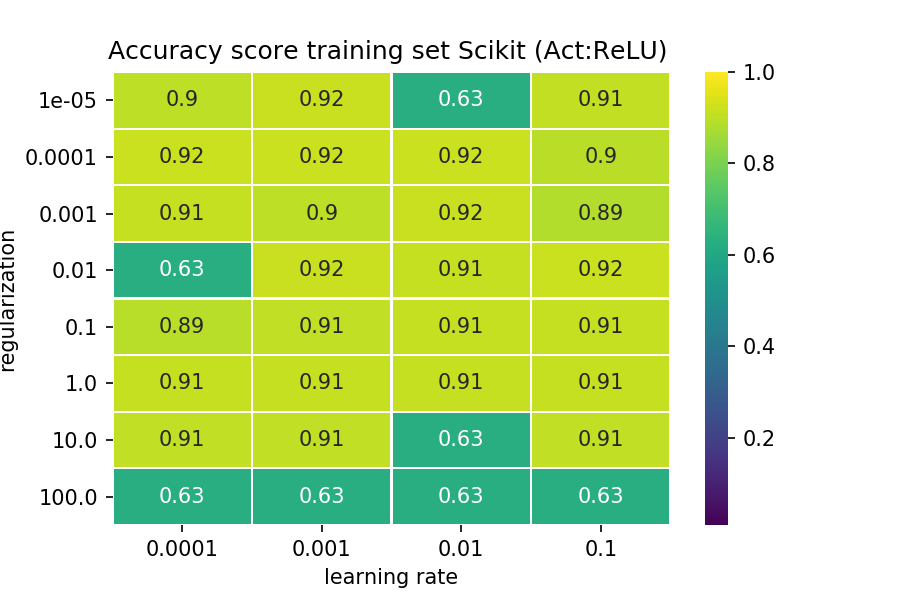 Accuracy score training set Scikit (Act:ReLU)
1e-05 0.9 0.92 0.63 0.91
0.0001 0.92 0.92 0.92 0.9
0.001 0.91 0.9 0.92 0.89
0.01 0.63 0.92 0.91 0.92
0.1 0.89 0.91 0.91 0.91
1.0 0.91 0.91 0.91 0.91
10.0 0.91 0.91 0.63 0.91
100.0 0.63 0.63 0.63 0.63
0.0001 0.001 0.01 0.1
learning rate
regularization
1.0
0.8
0.6
0.4
0.2